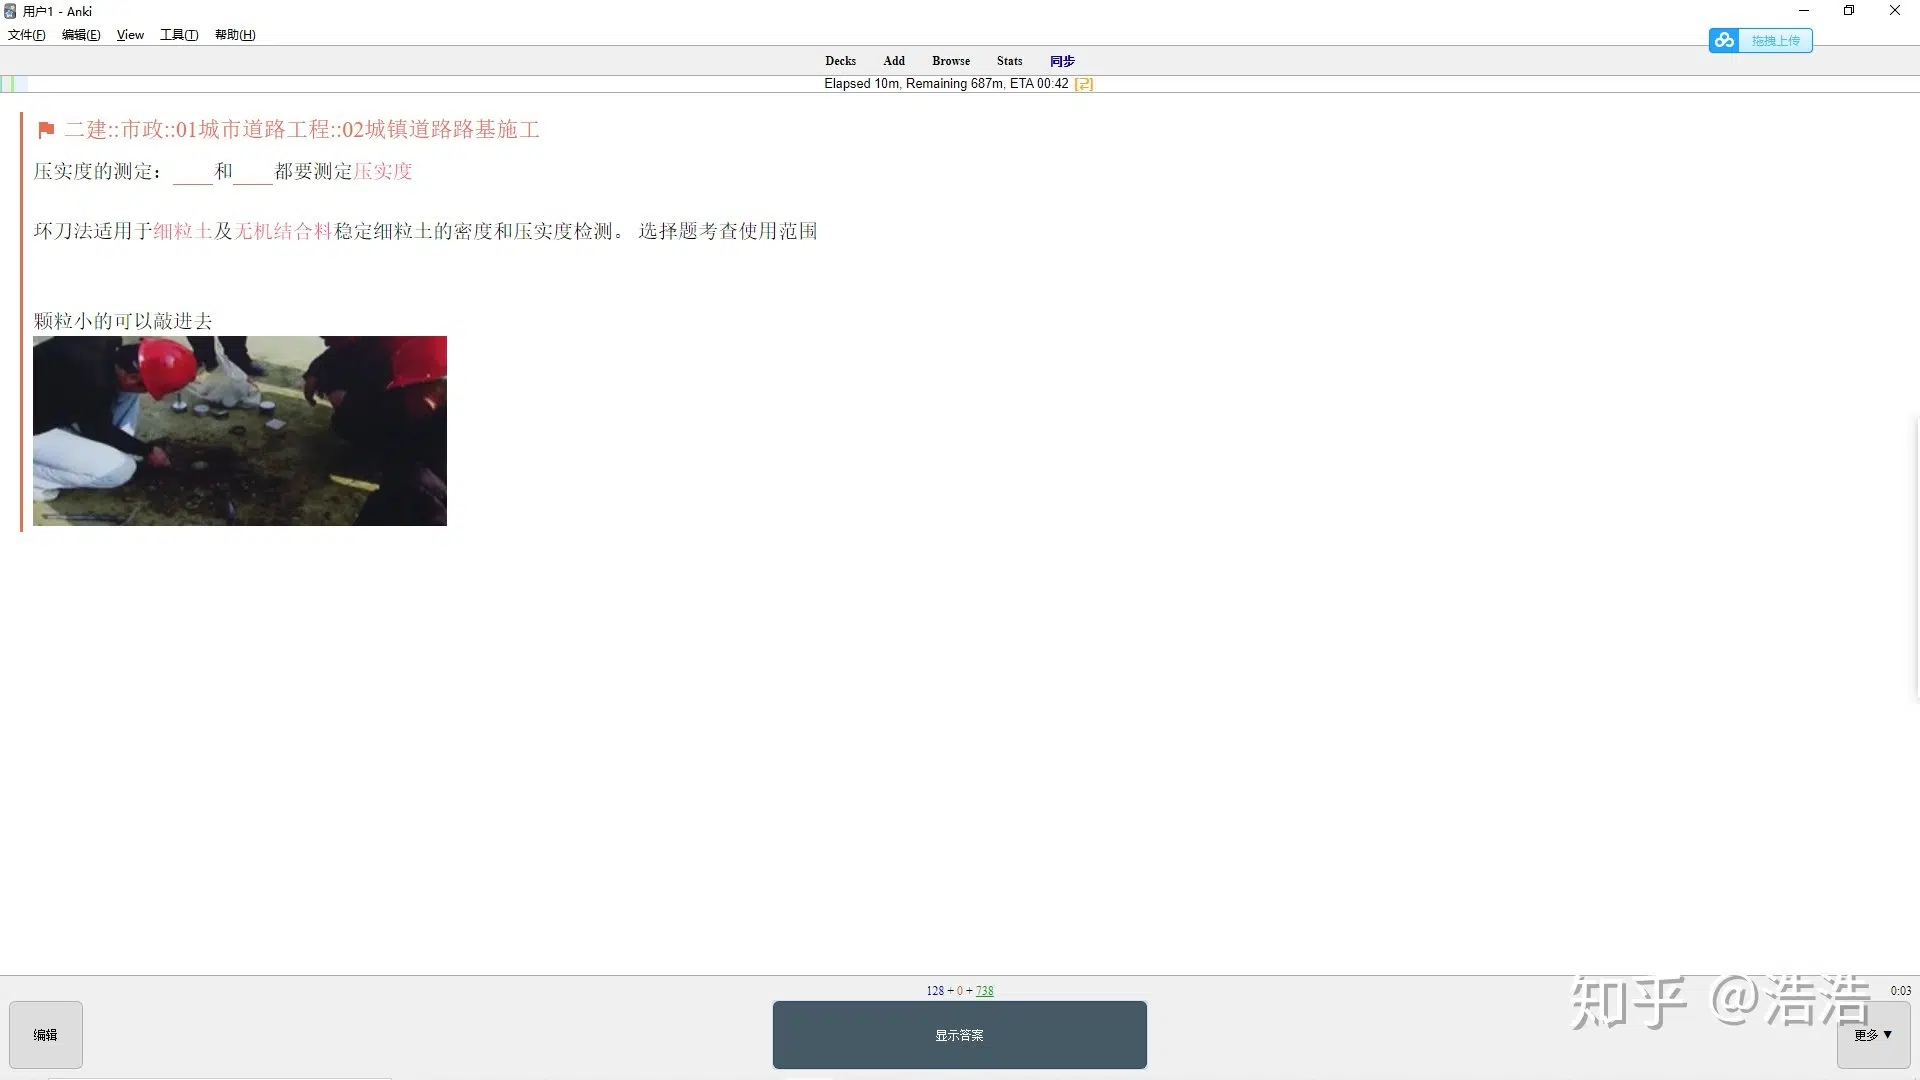 用户1 - Anki
文件(F) 编辑(E) View 工具(T) 帮助(H)
拖拽上传
Decks Add Browse Stats 同步
Elapsed 10m, Remaining 687m, ETA 00:42 [2]
二建::市政::01城市道路工程::02城镇道路路基施工
压实度的测定：____和____都要测定压实度
环刀法适用于细粒土及无机结合料稳定细粒土的密度和压实度检测。 选择题考查使用范围
颗粒小的可以敲进去
128 + 0 + 738
0:03
编辑
显示答案
更多 ▼
知乎 @浩浩